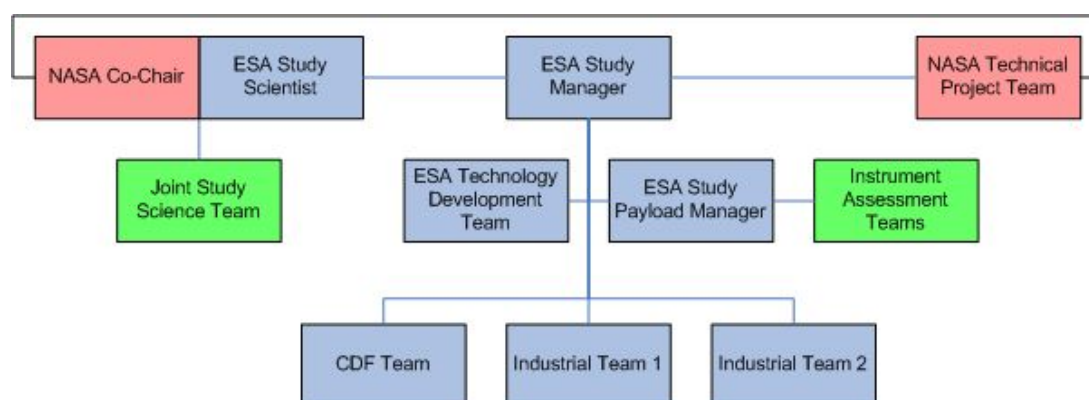 NASA Co-Chair
ESA Study
Scientist
ESA Study
Manager
NASA Technical
Project Team
Joint Study
Science Team
ESA Technology
Development
Team
ESA Study
Payload Manager
Instrument
Assessment
Teams
CDF Team
Industrial Team 1
Industrial Team 2